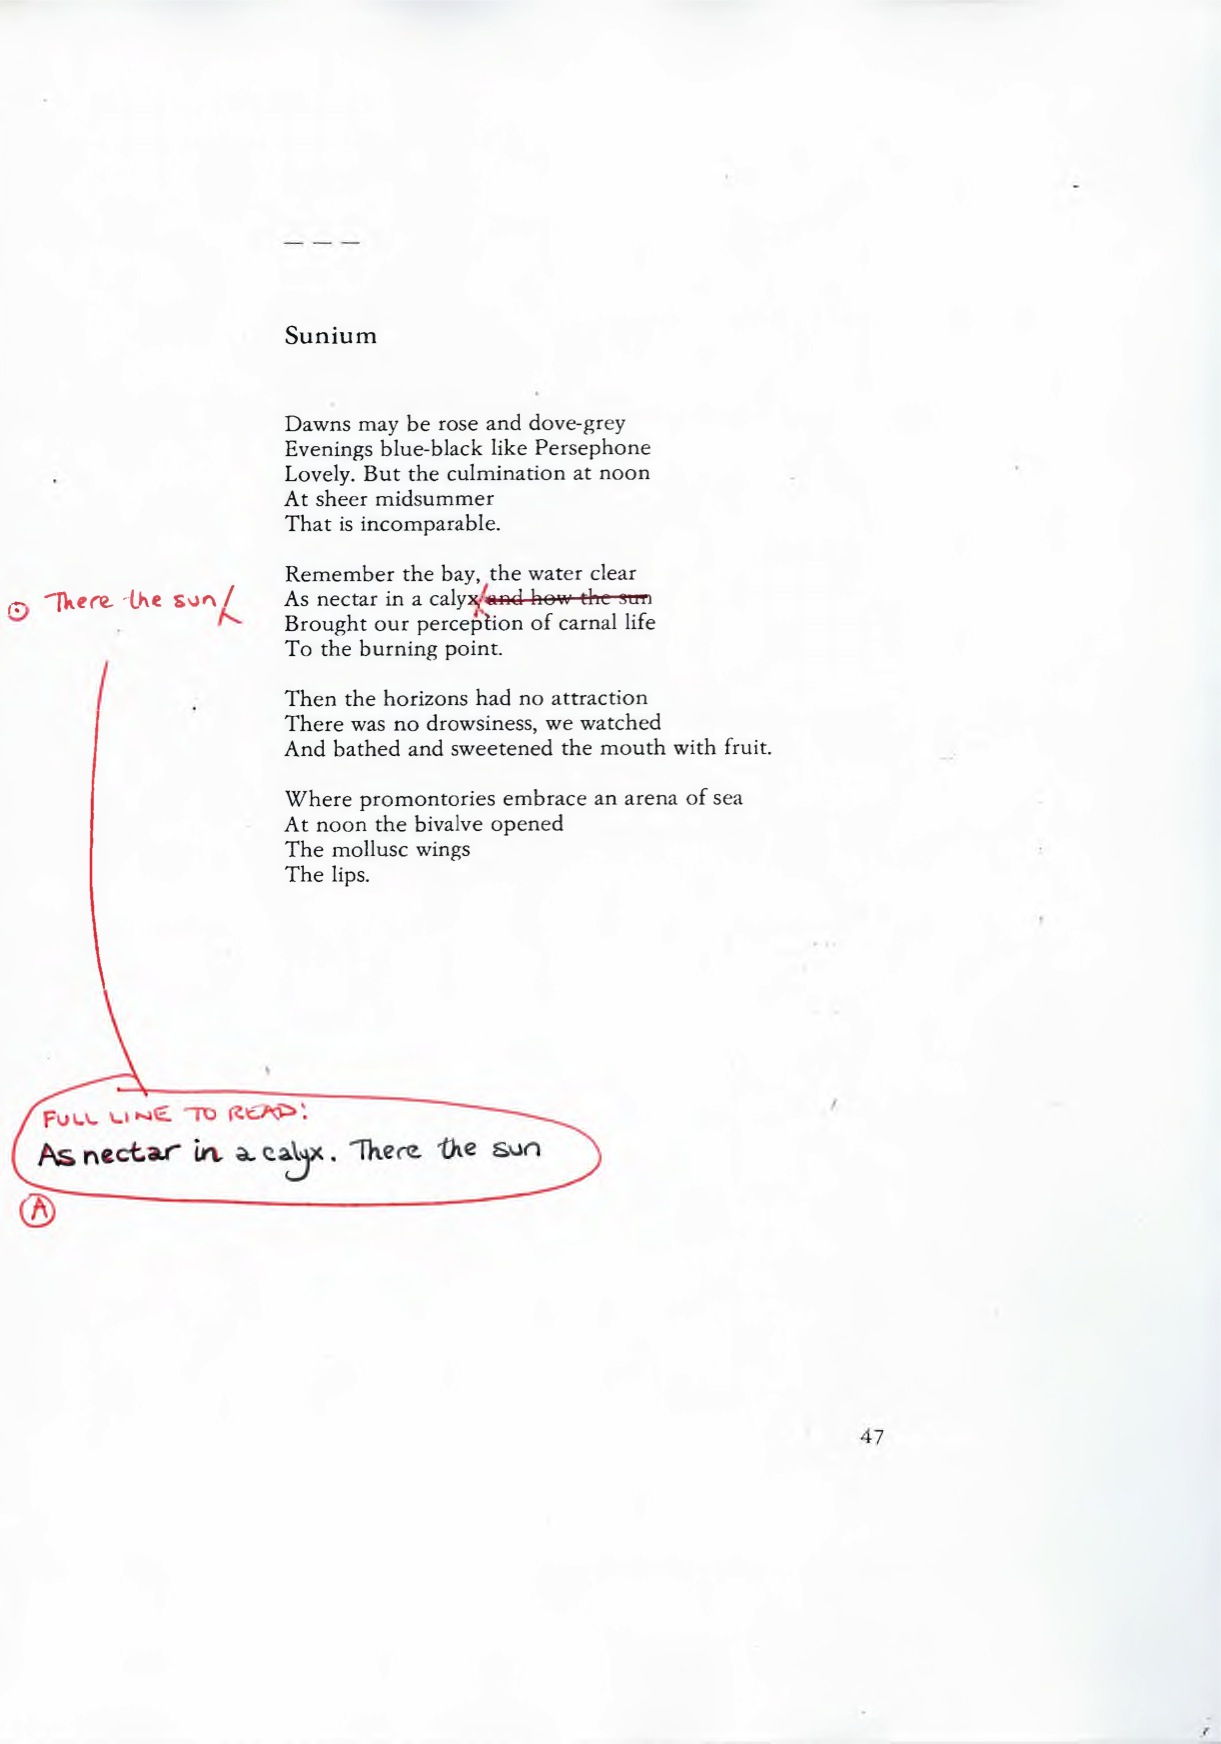 – – –
Sunium
Dawns may be rose and dove-grey
Evenings blue-black like Persephone
Lovely. But the culmination at noon
At sheer midsummer
That is incomparable.
Remember the bay, the water clear
As nectar in a calyx and how the sun
⊙ There the sun
Brought our perception of carnal life
To the burning point.
Then the horizons had no attraction
There was no drowsiness, we watched
And bathed and sweetened the mouth with fruit.
Where promontories embrace an arena of sea
At noon the bivalve opened
The mollusc wings
The lips.
FULL LINE TO READ:
As nectar in a calyx. There the sun
A
47